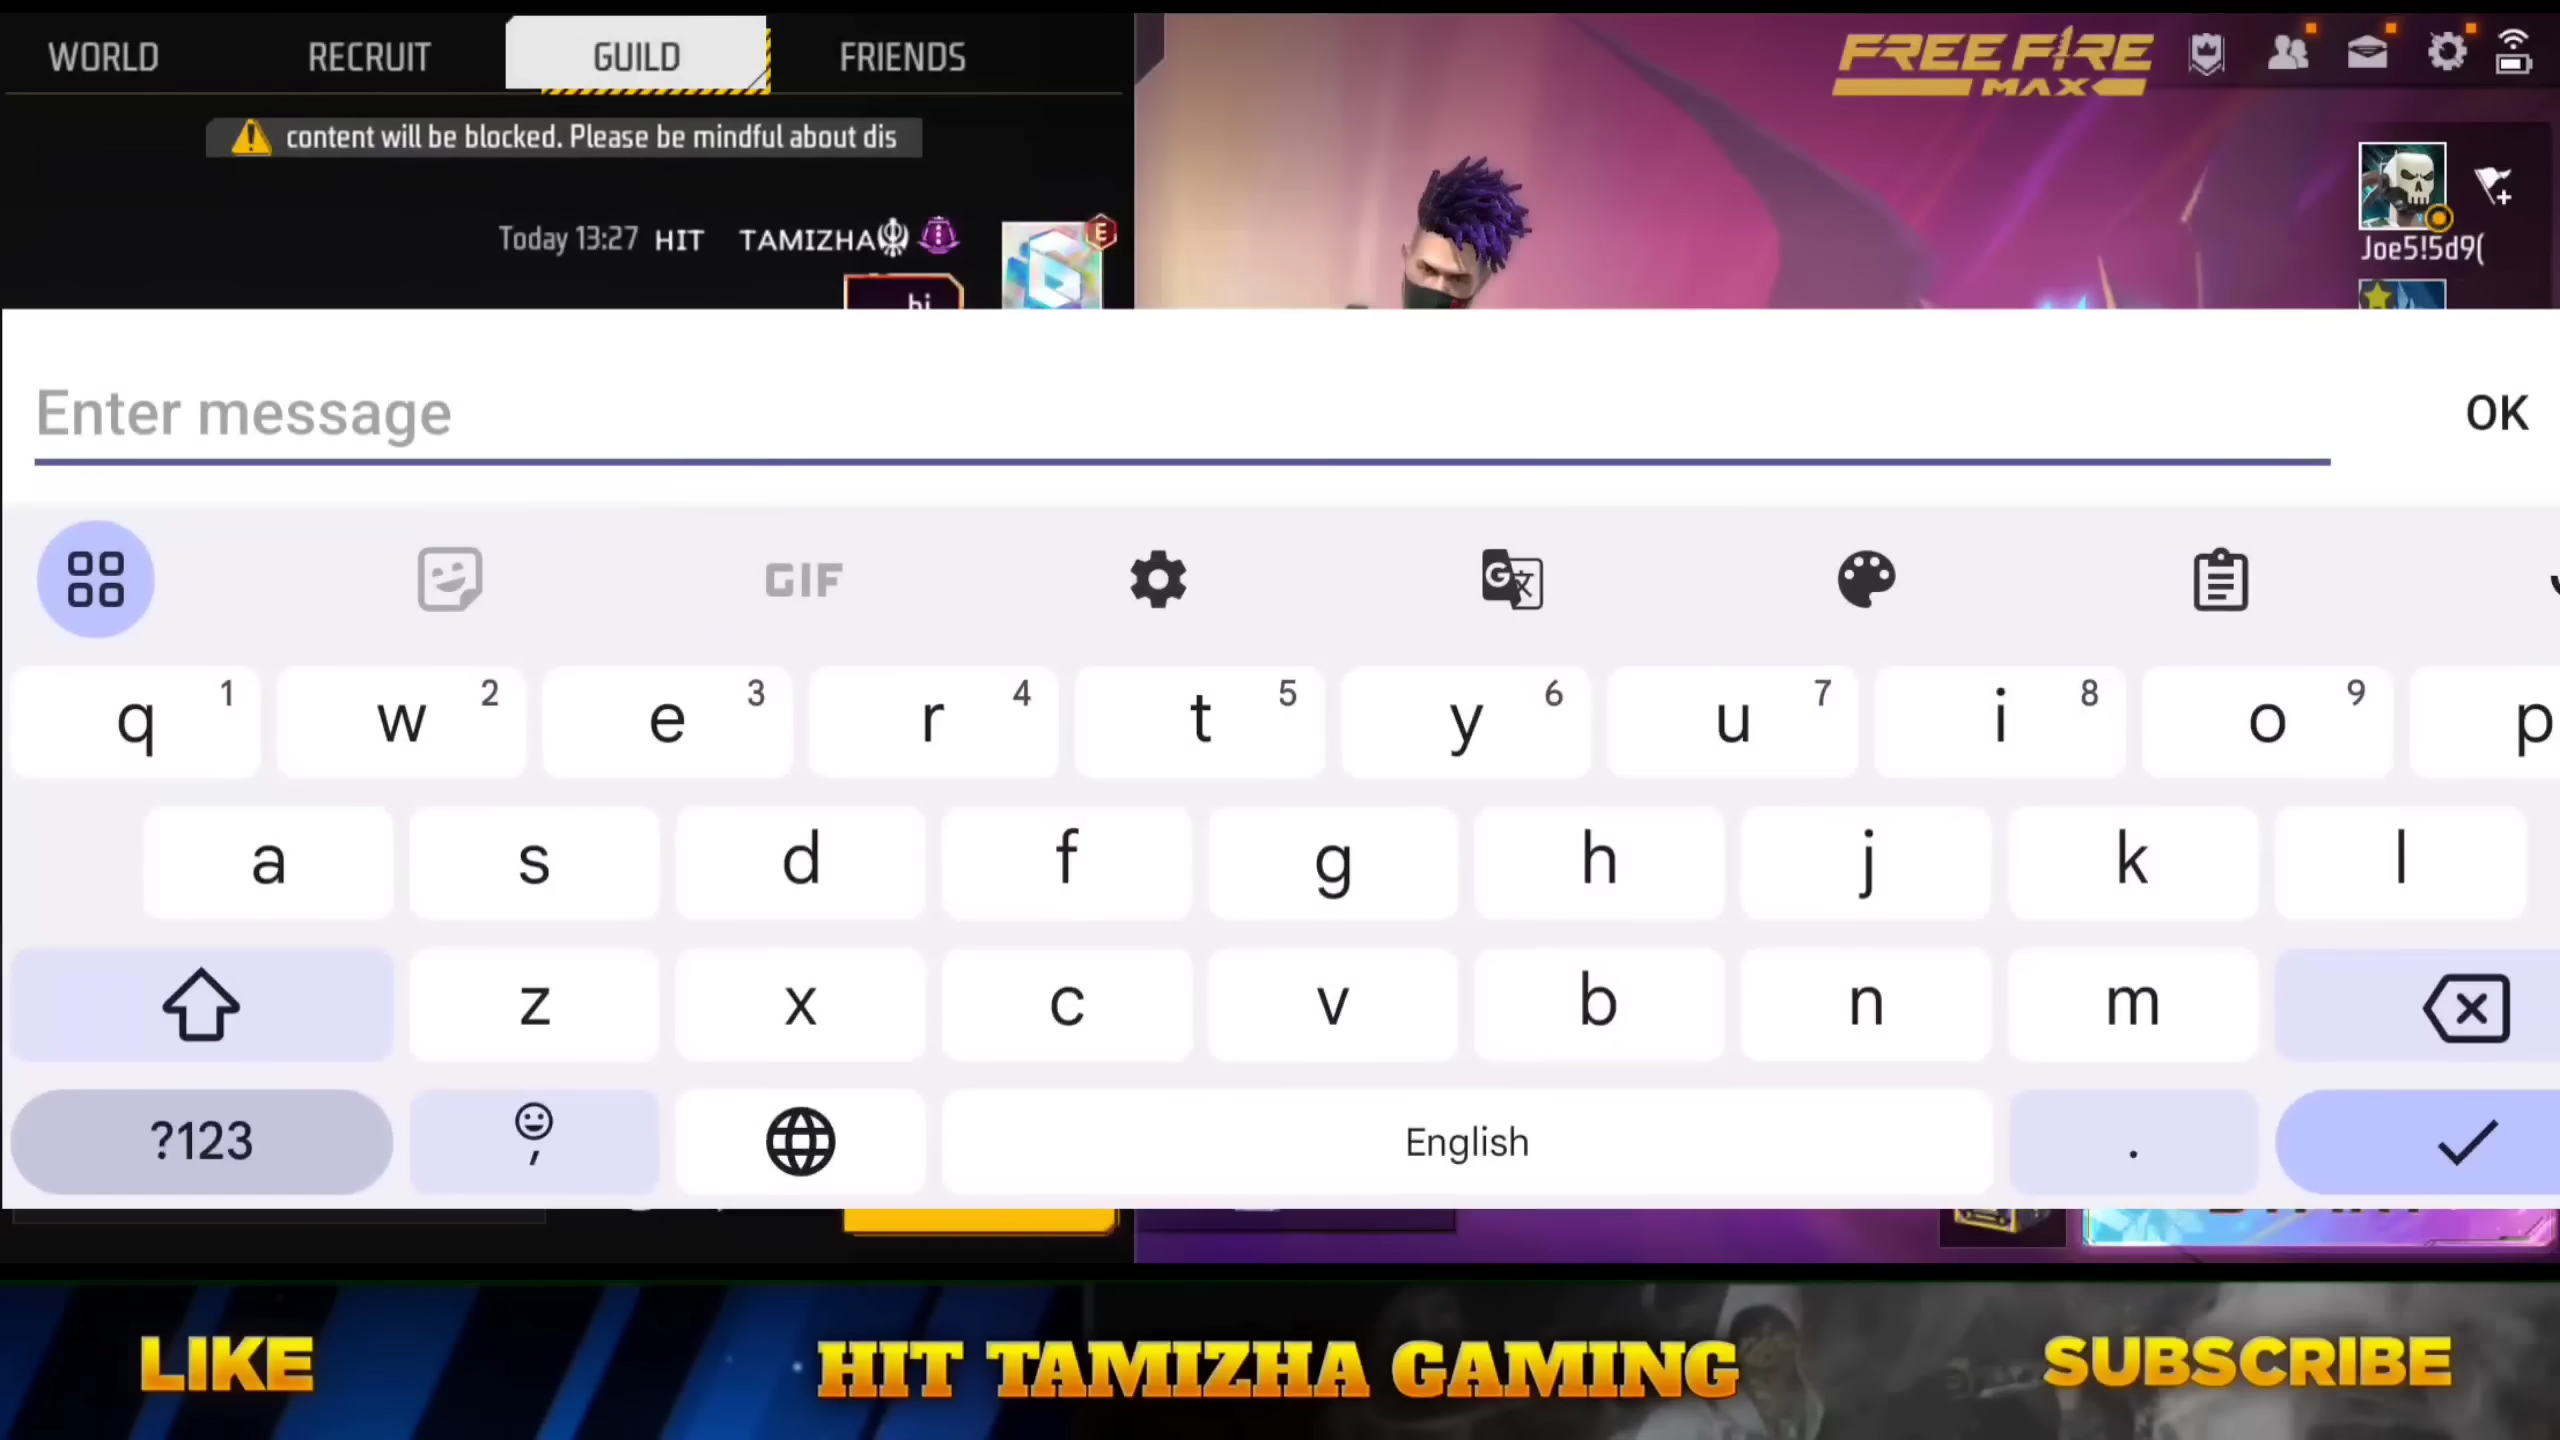 WORLD RECRUIT GUILD FRIENDS
FREE FIRE
MAX
content will be blocked. Please be mindful about dis
Today 13:27 HIT TAMIZHA
E
hi
Joe5!5d9(
Enter message OK
GIF
q 1 w 2 e 3 r 4 t 5 y 6 u 7 i 8 o 9 p
a s d f g h j k l
z x c v b n m
?123 , English .
LIKE HIT TAMIZHA GAMING SUBSCRIBE